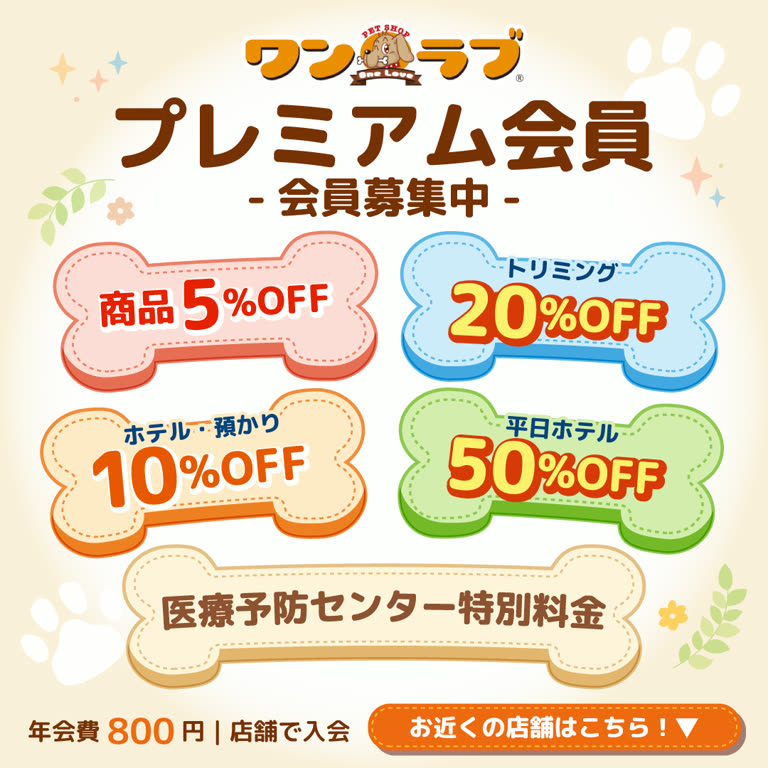 ワンラブ®
PET SHOP
One Love
プレミアム会員
- 会員募集中 -
商品5%OFF
トリミング
20%OFF
ホテル・預かり
10%OFF
平日ホテル
50%OFF
医療予防センター特別料金
年会費800円 | 店舗で入会
お近くの店舗はこちら!▼